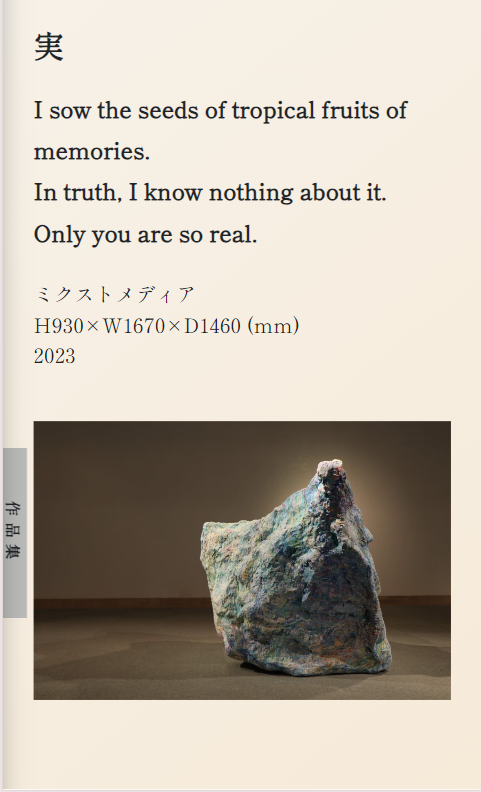 実
I sow the seeds of tropical fruits of
memories.
In truth, I know nothing about it.
Only you are so real.
ミクストメディア
H930×W1670×D1460 (mm)
2023
作品集